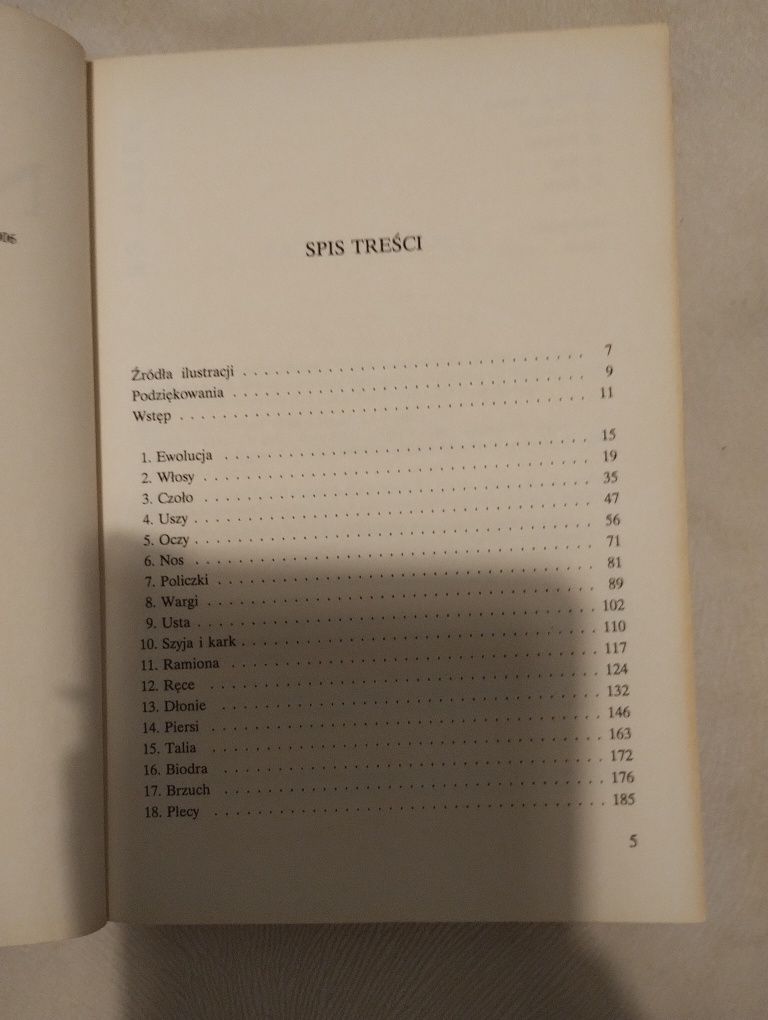 SPIS TREŚCI
Źródła ilustracji . . . . . . . . . . . . . . . . . . . . . . . . . . 7
Podziękowania . . . . . . . . . . . . . . . . . . . . . . . . . . 9
Wstęp . . . . . . . . . . . . . . . . . . . . . . . . . . 11
1. Ewolucja . . . . . . . . . . . . . . . . . . . . . . . . . . 15
2. Włosy . . . . . . . . . . . . . . . . . . . . . . . . . . 19
3. Czoło . . . . . . . . . . . . . . . . . . . . . . . . . . 35
4. Uszy . . . . . . . . . . . . . . . . . . . . . . . . . . 47
5. Oczy . . . . . . . . . . . . . . . . . . . . . . . . . . 56
6. Nos . . . . . . . . . . . . . . . . . . . . . . . . . . 71
7. Policzki . . . . . . . . . . . . . . . . . . . . . . . . . . 81
8. Wargi . . . . . . . . . . . . . . . . . . . . . . . . . . 89
9. Usta . . . . . . . . . . . . . . . . . . . . . . . . . . 102
10. Szyja i kark . . . . . . . . . . . . . . . . . . . . . . . . . . 110
11. Ramiona . . . . . . . . . . . . . . . . . . . . . . . . . . 117
12. Ręce . . . . . . . . . . . . . . . . . . . . . . . . . . 124
13. Dłonie . . . . . . . . . . . . . . . . . . . . . . . . . . 132
14. Piersi . . . . . . . . . . . . . . . . . . . . . . . . . . 146
15. Talia . . . . . . . . . . . . . . . . . . . . . . . . . . 163
16. Biodra . . . . . . . . . . . . . . . . . . . . . . . . . . 172
17. Brzuch . . . . . . . . . . . . . . . . . . . . . . . . . . 176
18. Plecy . . . . . . . . . . . . . . . . . . . . . . . . . . 185
5